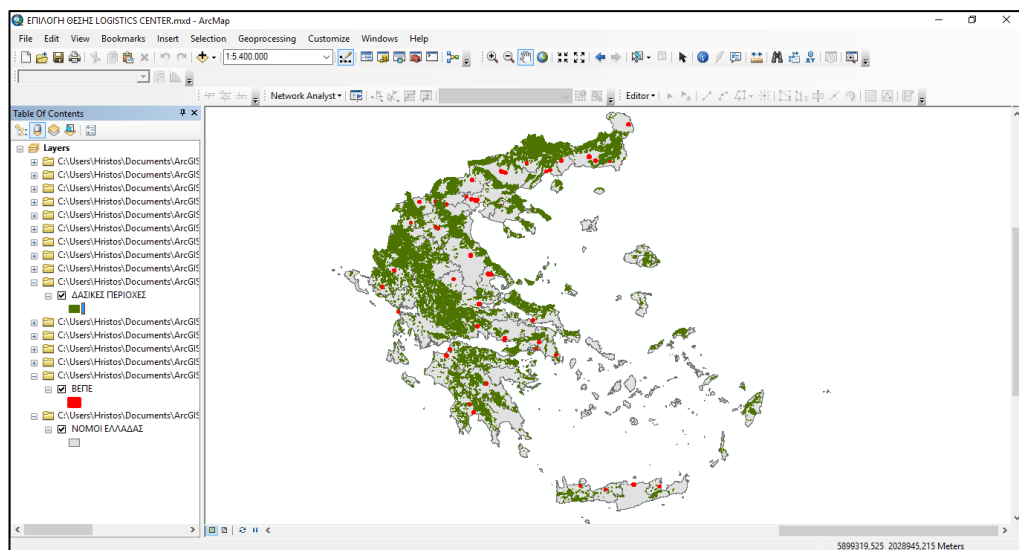 ΕΠΙΛΟΓΗ ΘΕΣΗΣ LOGISTICS CENTER.mxd - ArcMap
File Edit View Bookmarks Insert Selection Geoprocessing Customize Windows Help
1:5.400.000
Network Analyst
Editor
Table Of Contents
Layers
C:\Users\Hristos\Documents\ArcGIS
C:\Users\Hristos\Documents\ArcGIS
C:\Users\Hristos\Documents\ArcGIS
C:\Users\Hristos\Documents\ArcGIS
C:\Users\Hristos\Documents\ArcGIS
C:\Users\Hristos\Documents\ArcGIS
C:\Users\Hristos\Documents\ArcGIS
C:\Users\Hristos\Documents\ArcGIS
C:\Users\Hristos\Documents\ArcGIS
C:\Users\Hristos\Documents\ArcGIS
ΔΑΣΙΚΕΣ ΠΕΡΙΟΧΕΣ
C:\Users\Hristos\Documents\ArcGIS
C:\Users\Hristos\Documents\ArcGIS
C:\Users\Hristos\Documents\ArcGIS
C:\Users\Hristos\Documents\ArcGIS
C:\Users\Hristos\Documents\ArcGIS
ΒΕΠΕ
C:\Users\Hristos\Documents\ArcGIS
ΝΟΜΟΙ ΕΛΛΑΔΑΣ
5899319,525 2028945,215 Meters